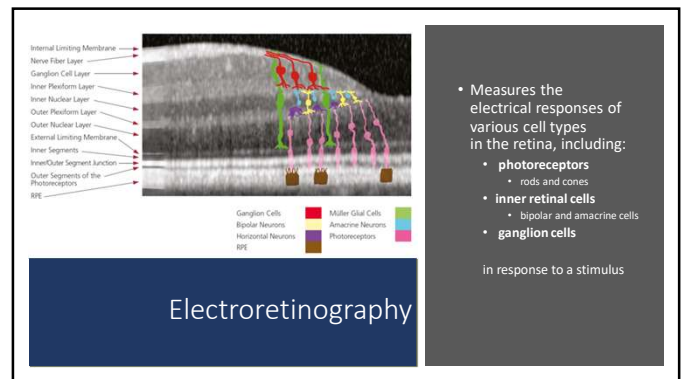 Internal Limiting Membrane
Nerve Fiber Layer
Ganglion Cell Layer
Inner Plexiform Layer
Inner Nuclear Layer
Outer Plexiform Layer
Outer Nuclear Layer
External Limiting Membrane
Inner Segments
Inner/Outer Segment Junction
Outer Segments of the
Photoreceptors
RPE
Ganglion Cells
Müller Glial Cells
Bipolar Neurons
Amacrine Neurons
Horizontal Neurons
Photoreceptors
RPE
Electroretinography
• Measures the
electrical responses of
various cell types
in the retina, including:
• photoreceptors
• rods and cones
• inner retinal cells
• bipolar and amacrine cells
• ganglion cells
in response to a stimulus